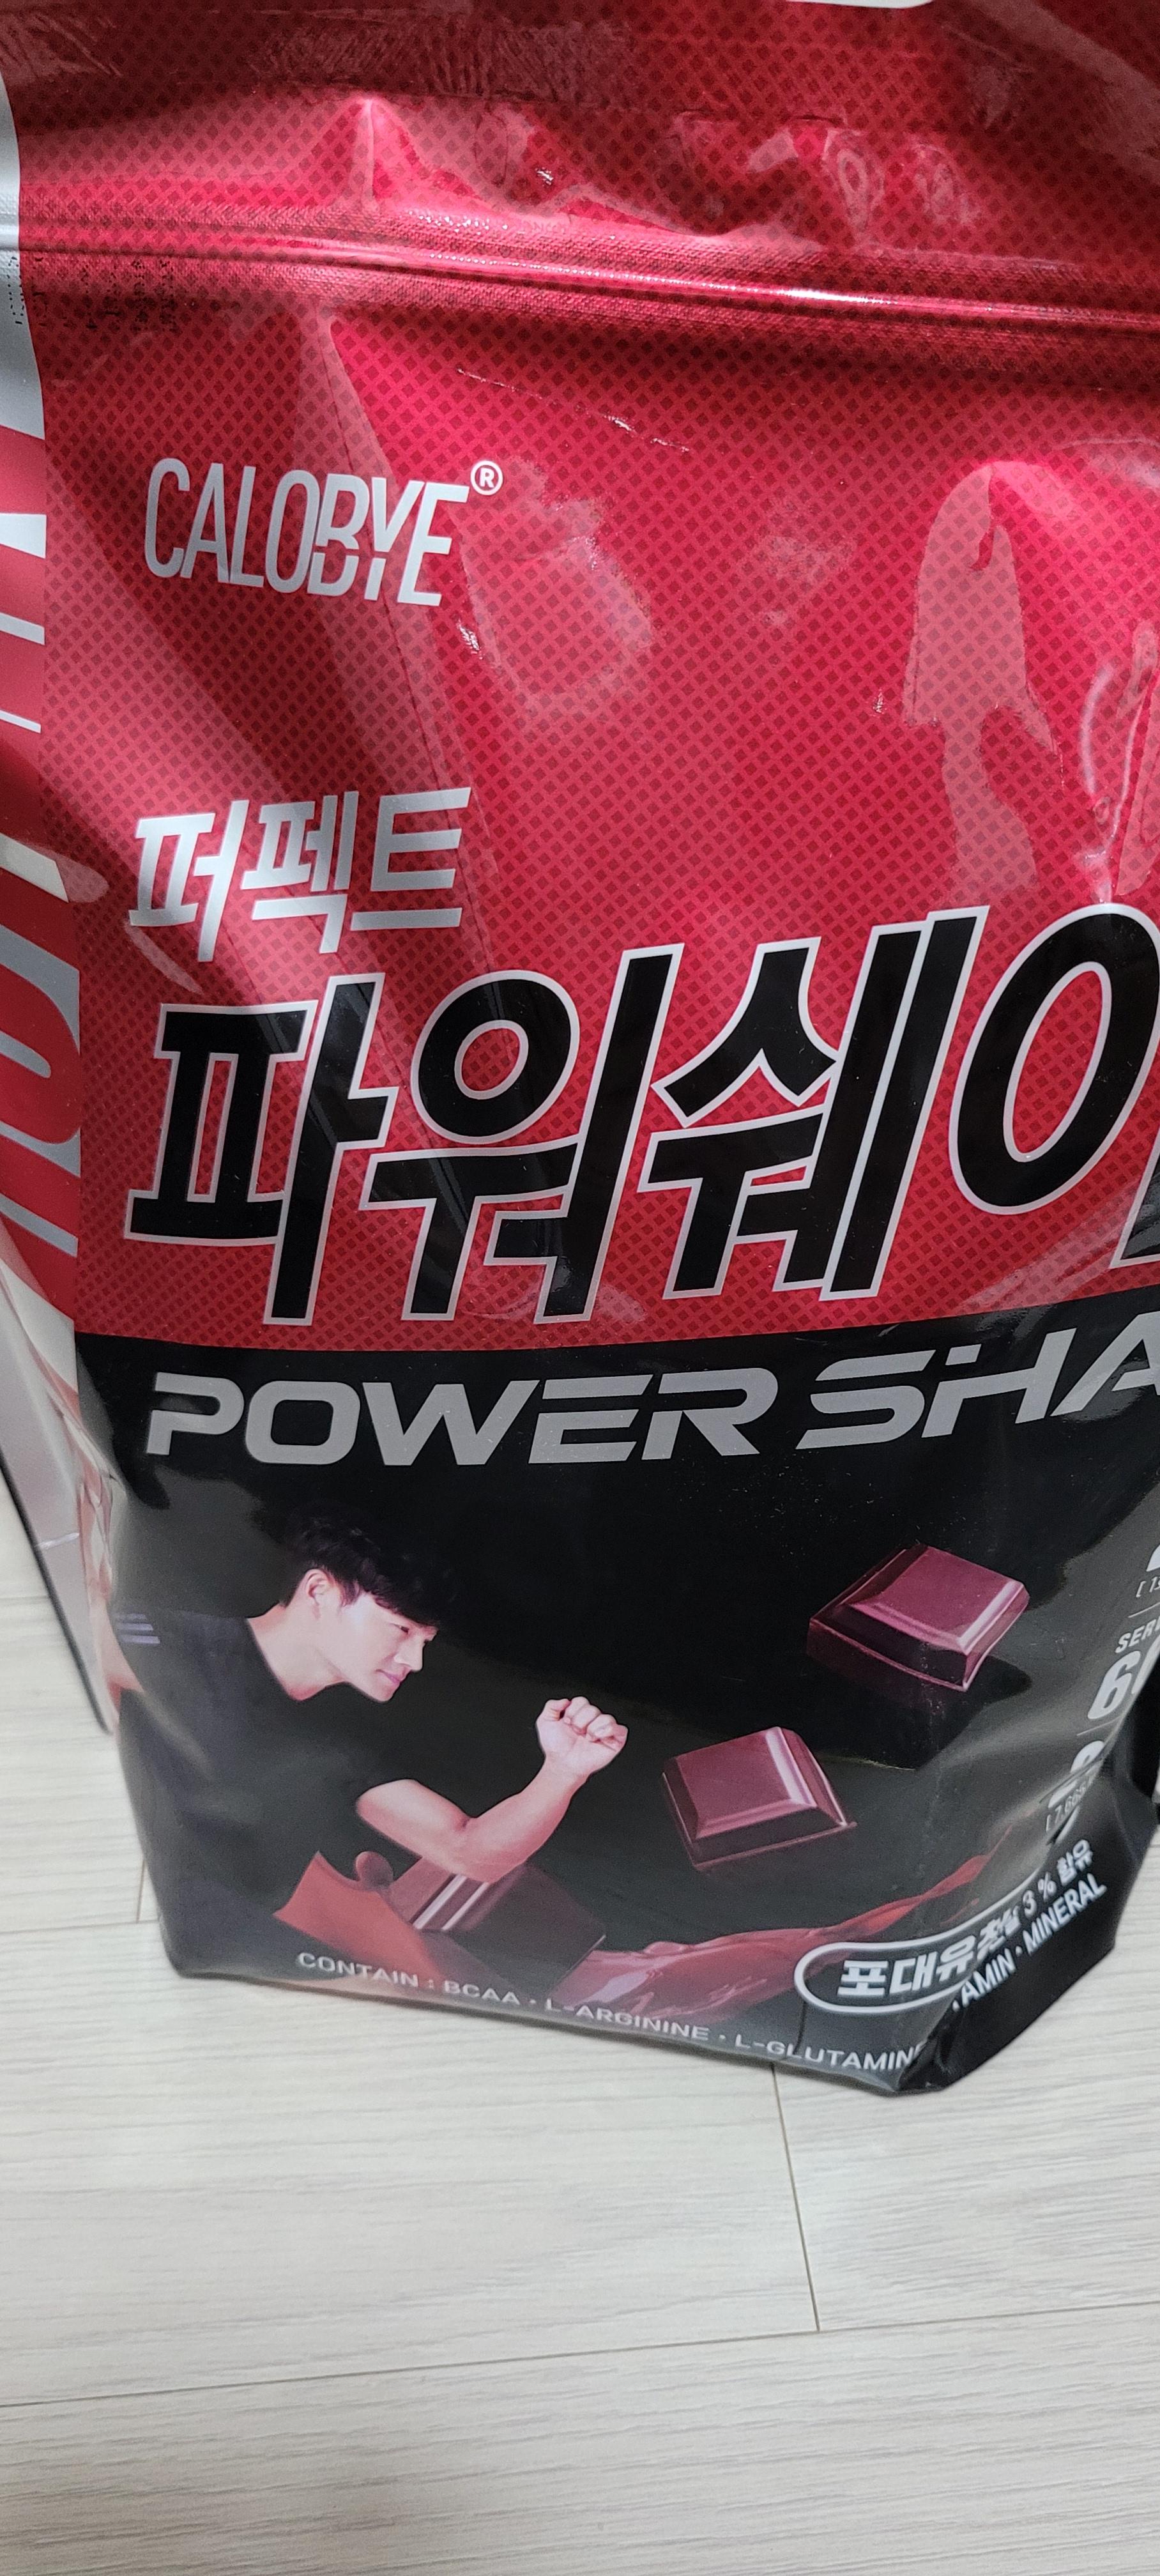 CALOBYE®
퍼펙트
파워쉐이
POWER SHA
SERV
포대유청 3% 함유
CONTAIN : BCAA · L-ARGININE · L-GLUTAMINE
AMIN · MINERAL